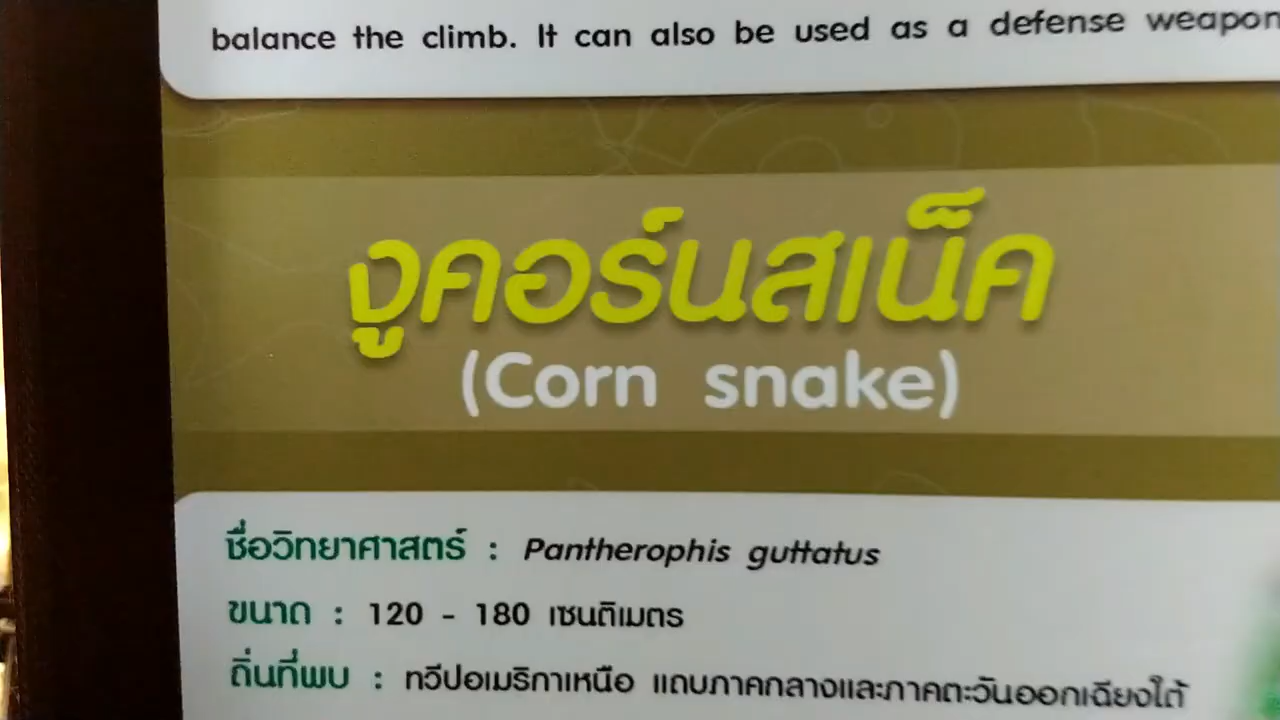 balance the climb. It can also be used as a defense weapon
งูคอร์นสเน็ค
(Corn snake)
ชื่อวิทยาศาสตร์ : Pantherophis guttatus
ขนาด : 120 - 180 เซนติเมตร
ถิ่นที่พบ : ทวีปอเมริกาเหนือ แถบภาคกลางและภาคตะวันออกเฉียงใต้